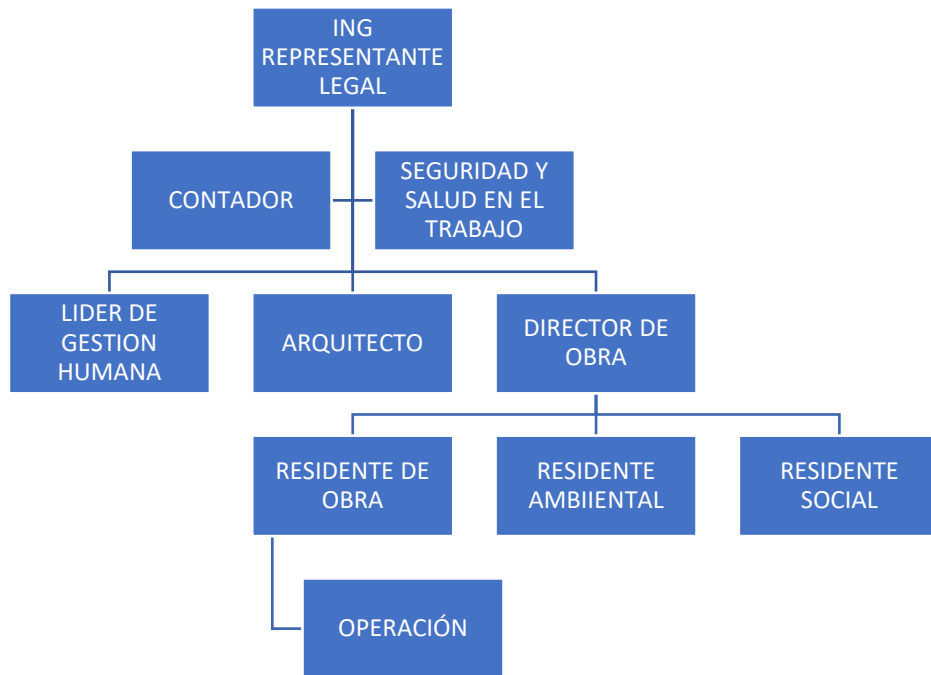 ING
REPRESENTANTE
LEGAL
CONTADOR
SEGURIDAD Y
SALUD EN EL
TRABAJO
LIDER DE
GESTION
HUMANA
ARQUITECTO
DIRECTOR DE
OBRA
RESIDENTE DE
OBRA
RESIDENTE
AMBIIENTAL
RESIDENTE
SOCIAL
OPERACIÓN